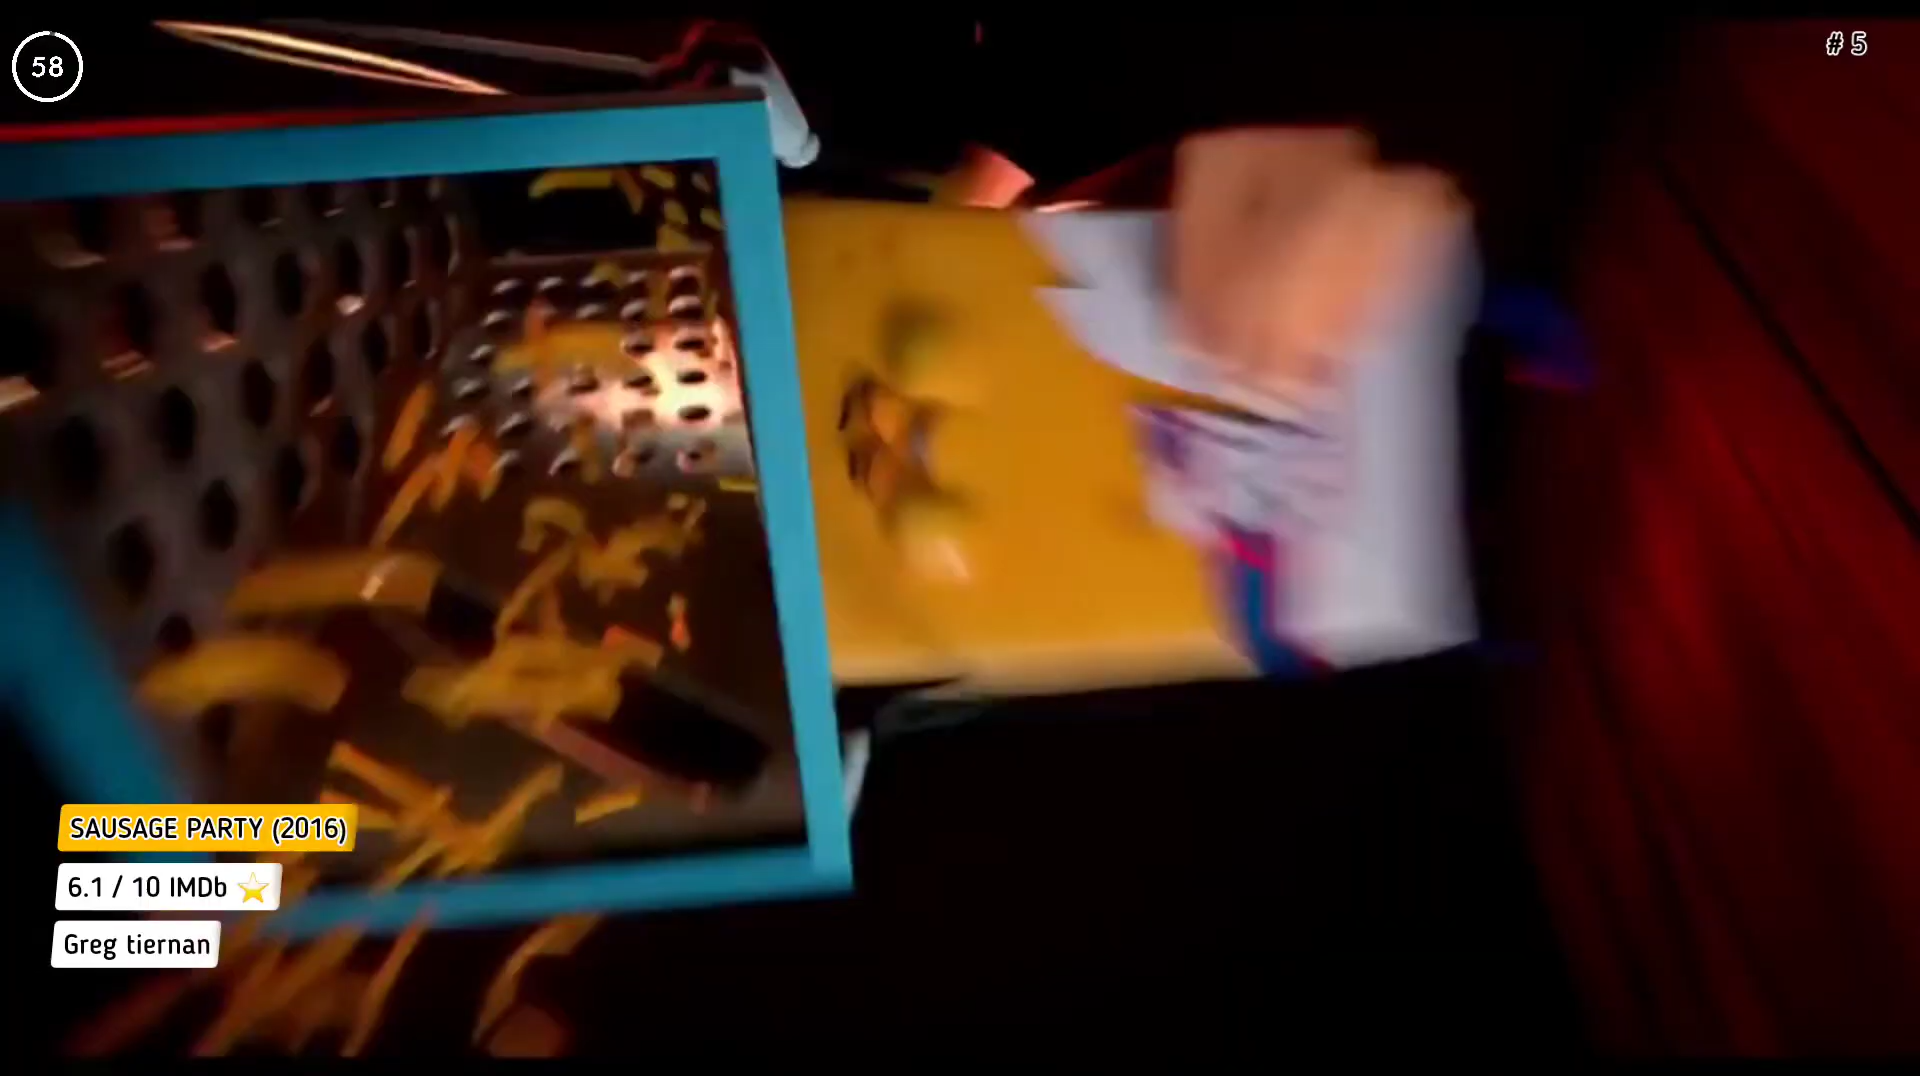 58
# 5
SAUSAGE PARTY (2016)
6.1 / 10 IMDb
Greg tiernan